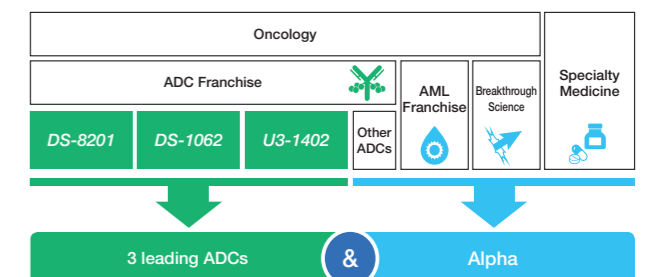 Oncology
ADC Franchise
AML
Franchise
Breakthrough
Science
Specialty
Medicine
DS-8201
DS-1062
U3-1402
Other
ADCs
3 leading ADCs
&
Alpha